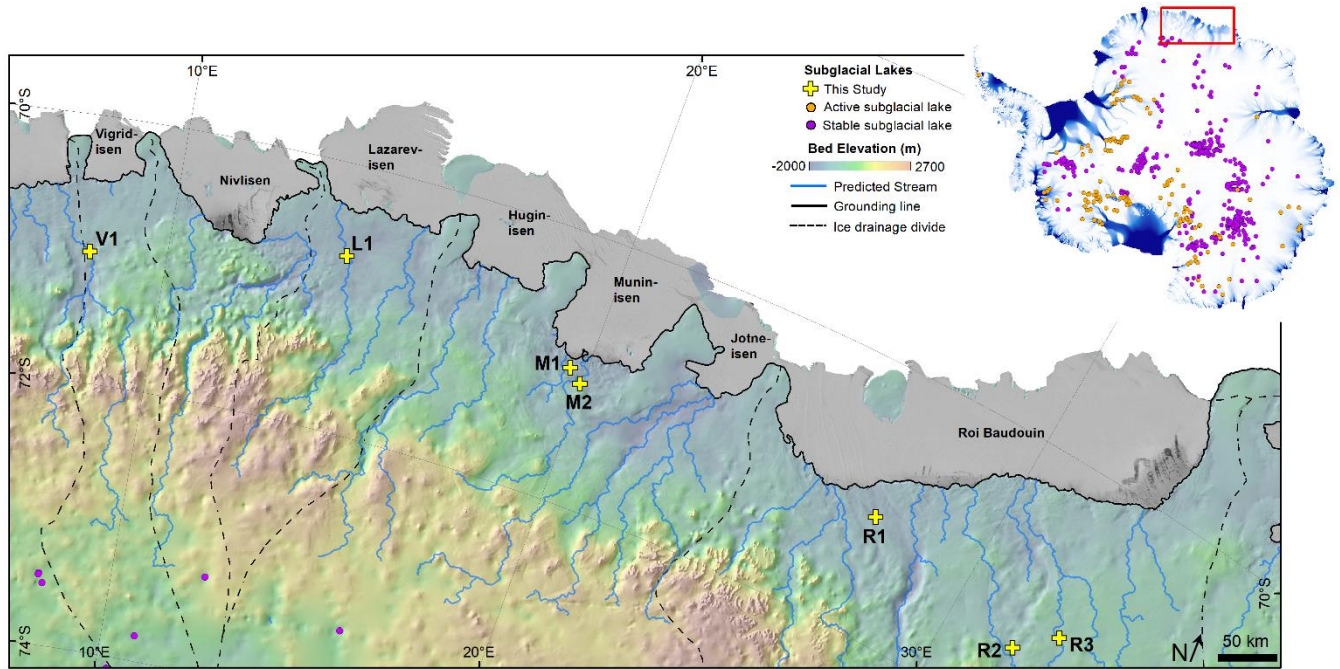 10°E
20°E
70°S
72°S
74°S
10°E
20°E
30°E
70°S
Vigrid-
isen
Nivlisen
Lazarev-
isen
Hugin-
isen
Munin-
isen
Jotne-
isen
Roi Baudouin
V1
L1
M1
M2
R1
R2
R3
Subglacial Lakes
This Study
Active subglacial lake
Stable subglacial lake
Bed Elevation (m)
-2000
2700
Predicted Stream
Grounding line
Ice drainage divide
N
50 km